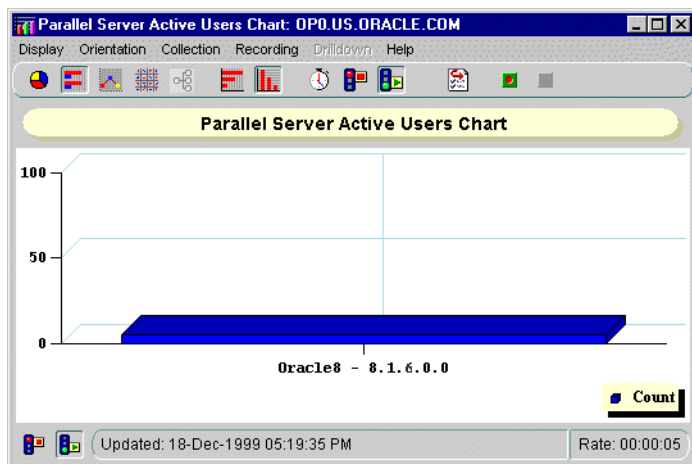 Parallel Server Active Users Chart: OPO.US.ORACLE.COM
Display Orientation Collection Recording Drilldown Help
Parallel Server Active Users Chart
100
50
0
Oracle8 - 8.1.6.0.0
Count
Updated: 18-Dec-1999 05:19:35 PM
Rate: 00:00:05